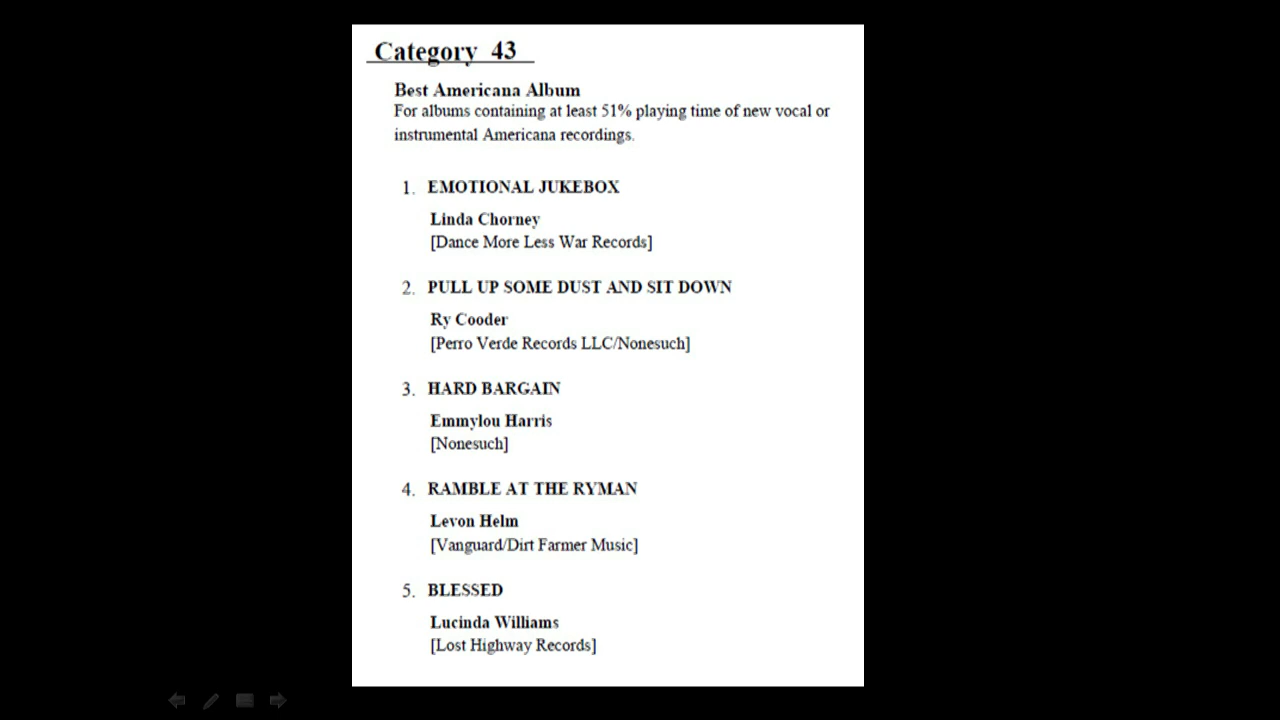 Category 43
Best Americana Album
For albums containing at least 51% playing time of new vocal or
instrumental Americana recordings.
1. EMOTIONAL JUKEBOX
Linda Chorney
[Dance More Less War Records]
2. PULL UP SOME DUST AND SIT DOWN
Ry Cooder
[Perro Verde Records LLC/Nonesuch]
3. HARD BARGAIN
Emmylou Harris
[Nonesuch]
4. RAMBLE AT THE RYMAN
Levon Helm
[Vanguard/Dirt Farmer Music]
5. BLESSED
Lucinda Williams
[Lost Highway Records]